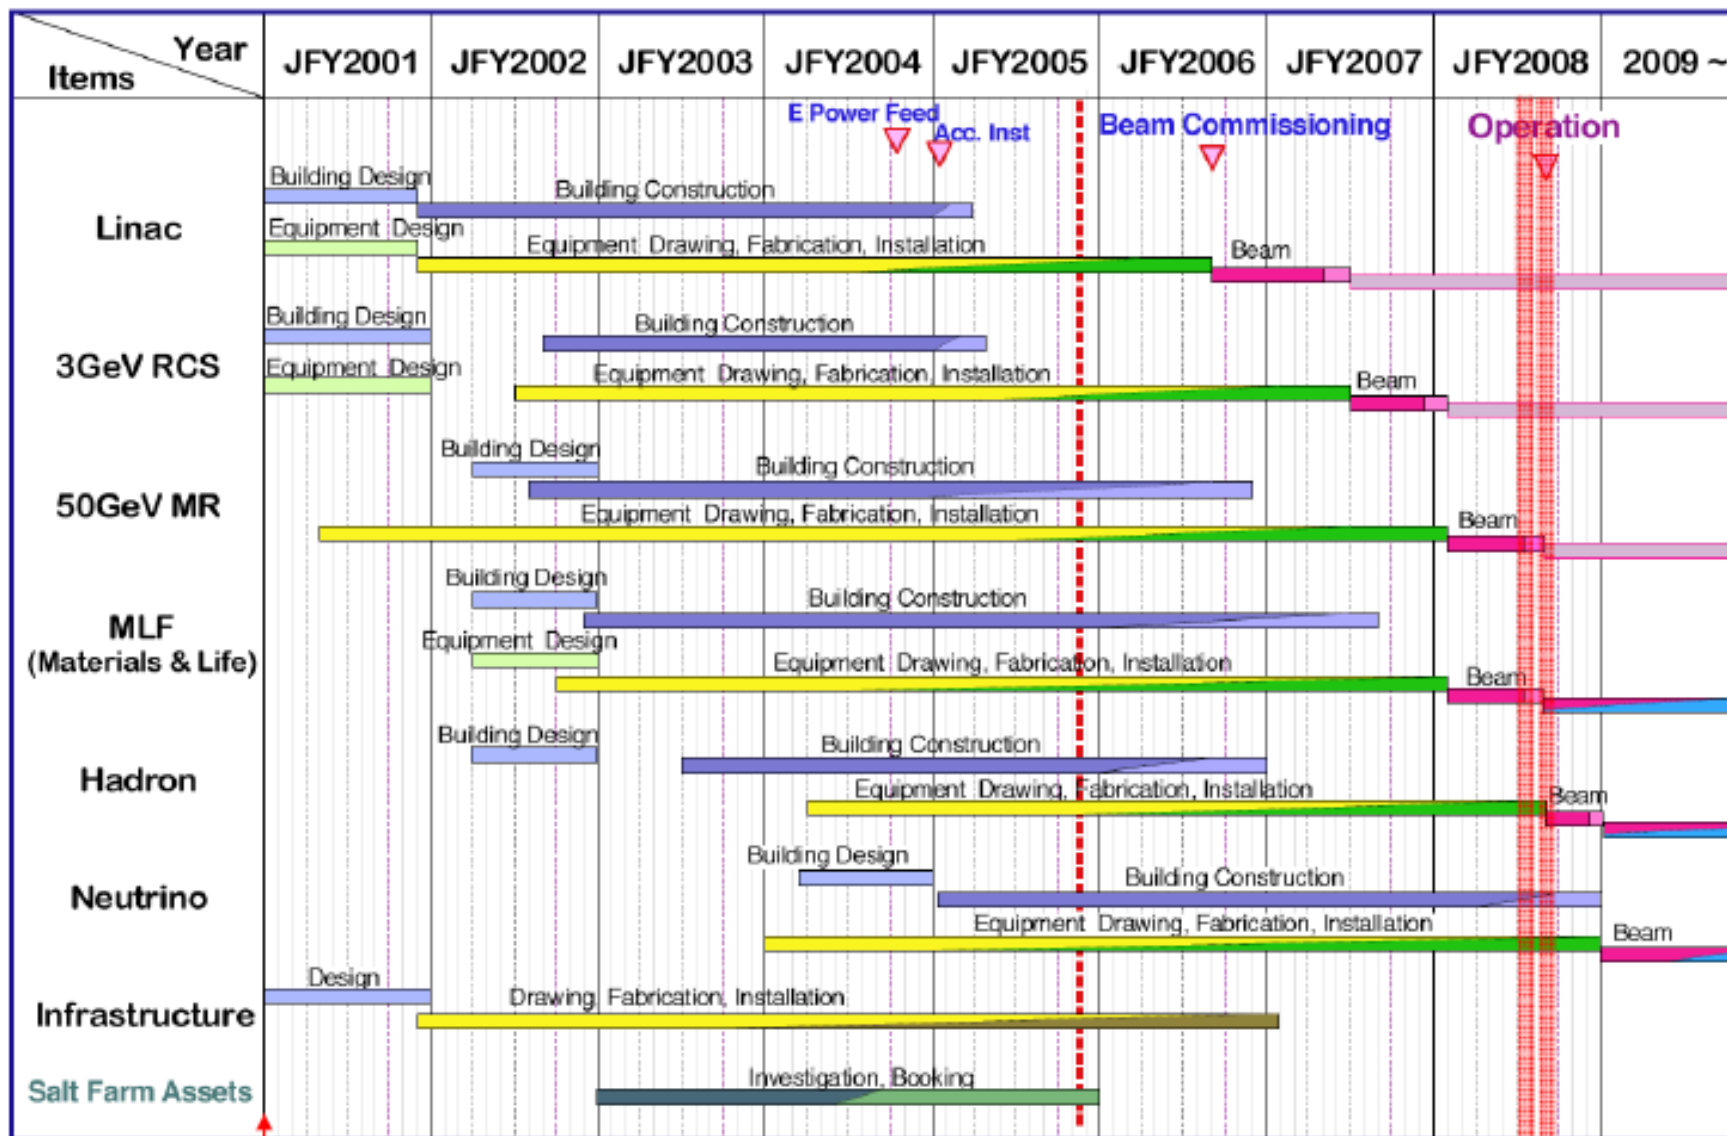 Year
Items
JFY2001 JFY2002 JFY2003 JFY2004 JFY2005 JFY2006 JFY2007 JFY2008 2009 ~
E Power Feed
Acc. Inst
Beam Commissioning
Operation
Linac
Building Design
Building Construction
Equipment Design
Equipment Drawing, Fabrication, Installation
Beam
3GeV RCS
Building Design
Building Construction
Equipment Design
Equipment Drawing, Fabrication, Installation
Beam
50GeV MR
Building Design
Building Construction
Equipment Drawing, Fabrication, Installation
Beam
MLF
(Materials & Life)
Building Design
Building Construction
Equipment Design
Equipment Drawing, Fabrication, Installation
Beam
Hadron
Building Design
Building Construction
Equipment Drawing, Fabrication, Installation
Beam
Neutrino
Building Design
Building Construction
Equipment Drawing, Fabrication, Installation
Beam
Infrastructure
Design
Drawing, Fabrication, Installation
Salt Farm Assets
Investigation, Booking